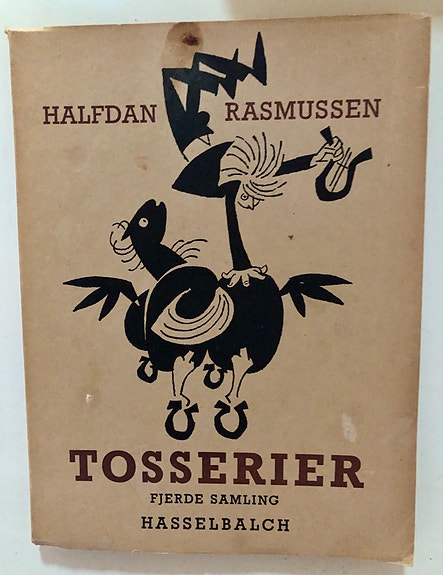 HALFDAN RASMUSSEN
TOSSERIER
FJERDE SAMLING
HASSELBALCH